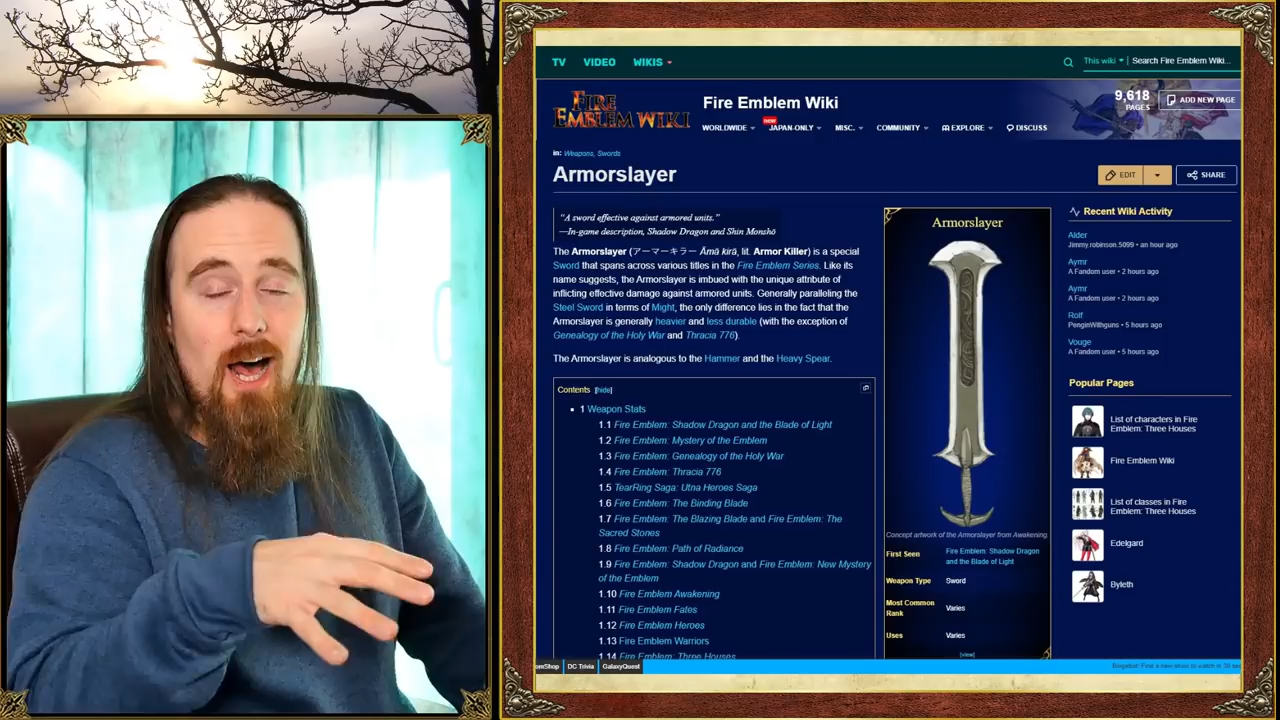 TV VIDEO WIKIS
This wiki Search Fire Emblem Wiki...
FIRE EMBLEM WIKI
Fire Emblem Wiki
9,618 PAGES
ADD NEW PAGE
new
WORLDWIDE JAPAN-ONLY MISC. COMMUNITY EXPLORE DISCUSS
in: Weapons, Swords
Armorslayer
EDIT SHARE
“A sword effective against armored units.”
—In-game description, Shadow Dragon and Shin Monshō
The Armorslayer (アーマーキラー Āmā kirā, lit. Armor Killer) is a special
Sword that spans across various titles in the Fire Emblem Series. Like its
name suggests, the Armorslayer is imbued with the unique attribute of
inflicting effective damage against armored units. Generally paralleling the
Steel Sword in terms of Might, the only difference lies in the fact that the
Armorslayer is generally heavier and less durable (with the exception of
Genealogy of the Holy War and Thracia 776).
The Armorslayer is analogous to the Hammer and the Heavy Spear.
Contents [hide]
1 Weapon Stats
1.1 Fire Emblem: Shadow Dragon and the Blade of Light
1.2 Fire Emblem: Mystery of the Emblem
1.3 Fire Emblem: Genealogy of the Holy War
1.4 Fire Emblem: Thracia 776
1.5 TearRing Saga: Utna Heroes Saga
1.6 Fire Emblem: The Binding Blade
1.7 Fire Emblem: The Blazing Blade and Fire Emblem: The
Sacred Stones
1.8 Fire Emblem: Path of Radiance
1.9 Fire Emblem: Shadow Dragon and Fire Emblem: New Mystery
of the Emblem
1.10 Fire Emblem Awakening
1.11 Fire Emblem Fates
1.12 Fire Emblem Heroes
1.13 Fire Emblem Warriors
1.14 Fire Emblem: Three Houses
Armorslayer
Concept artwork of the Armorslayer from Awakening
First Seen Fire Emblem: Shadow Dragon
and the Blade of Light
Weapon Type Sword
Most Common
Rank Varies
Uses Varies
[view]
Recent Wiki Activity
Alder
Jimmy.robinson.5099 • an hour ago
Aymr
A Fandom user • 2 hours ago
Aymr
A Fandom user • 2 hours ago
Rolf
PenginWithguns • 5 hours ago
Vouge
A Fandom user • 5 hours ago
Popular Pages
List of characters in Fire
Emblem: Three Houses
Fire Emblem Wiki
List of classes in Fire
Emblem: Three Houses
Edelgard
Byleth
omShop DC Trivia GalaxyQuest